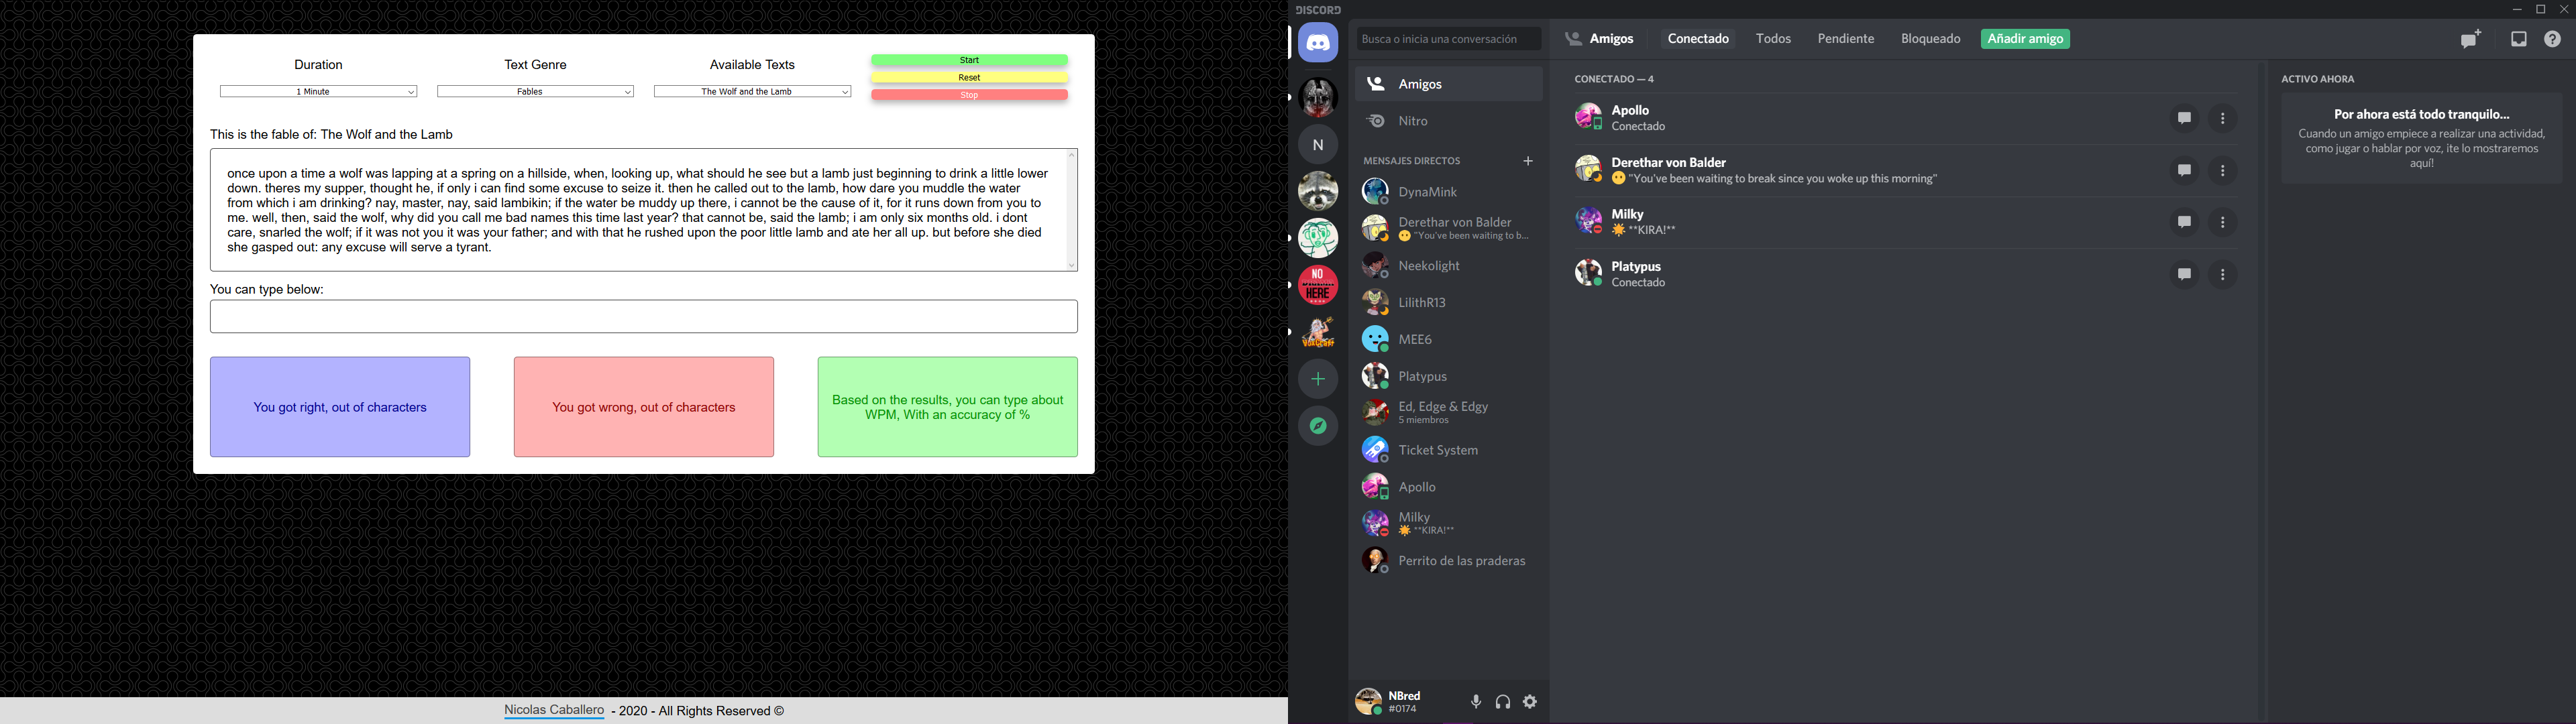 Duration
Text Genre
Available Texts
1 Minute
Fables
The Wolf and the Lamb
Start
Reset
Stop
This is the fable of: The Wolf and the Lamb
once upon a time a wolf was lapping at a spring on a hillside, when, looking up, what should he see but a lamb just beginning to drink a little lower
down. theres my supper, thought he, if only i can find some excuse to seize it. then he called out to the lamb, how dare you muddle the water
from which i am drinking? nay, master, nay, said lambikin; if the water be muddy up there, i cannot be the cause of it, for it runs down from you to
me. well, then, said the wolf, why did you call me bad names this time last year? that cannot be, said the lamb; i am only six months old. i dont
care, snarled the wolf; if it was not you it was your father; and with that he rushed upon the poor little lamb and ate her all up. but before she died
she gasped out: any excuse will serve a tyrant.
You can type below:
You got right, out of characters
You got wrong, out of characters
Based on the results, you can type about
WPM, With an accuracy of %
Nicolas Caballero - 2020 - All Rights Reserved ©
DISCORD
N
NO
HERE
Busca o inicia una conversación
Amigos
Nitro
MENSAJES DIRECTOS
DynaMink
Derethar von Balder
"You've been waiting to b...
Neekolight
LilithR13
MEE6
Platypus
Ed, Edge & Edgy
5 miembros
Ticket System
Apollo
Milky
**KIRA!**
Perrito de las praderas
NBred
#0174
Amigos
Conectado
Todos
Pendiente
Bloqueado
Añadir amigo
CONECTADO — 4
Apollo
Conectado
Derethar von Balder
"You've been waiting to break since you woke up this morning"
Milky
**KIRA!**
Platypus
Conectado
ACTIVO AHORA
Por ahora está todo tranquilo...
Cuando un amigo empiece a realizar una actividad,
como jugar o hablar por voz, ¡te lo mostraremos
aquí!